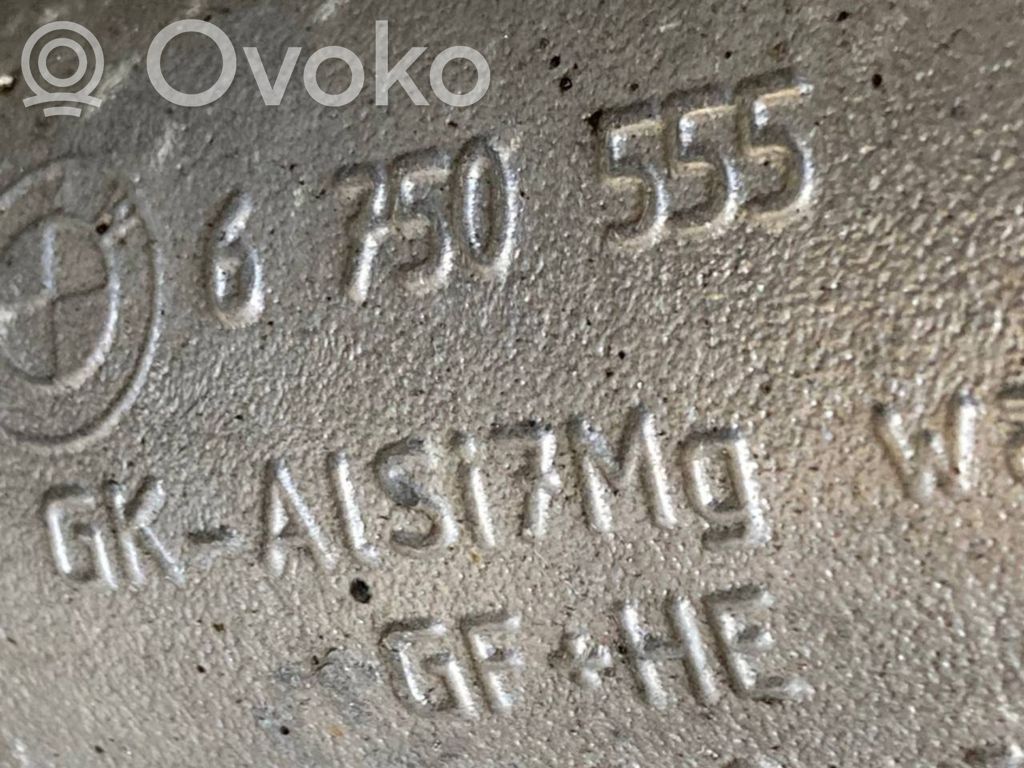 Ovoko
6 750 555
GK-AlSi7Mg
GF+HE